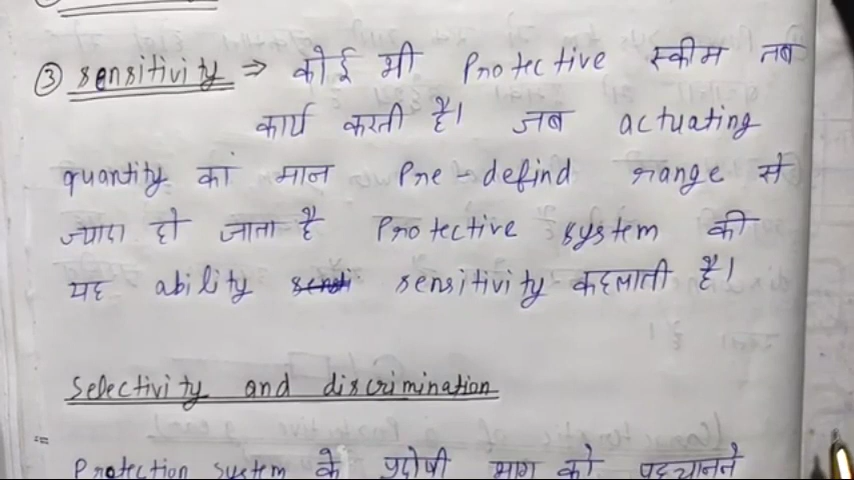 ③ sensitivity ⇒ कोई भी Protective स्कीम तब
कार्य करती है। जब actuating
quantity का मान Pre-defind range से
ज्यादा हो जाता है Protective system की
यह ability sensitivity कहलाती है।
Selectivity and discrimination
Protection system के प्रदोषी भाग को पहचानने